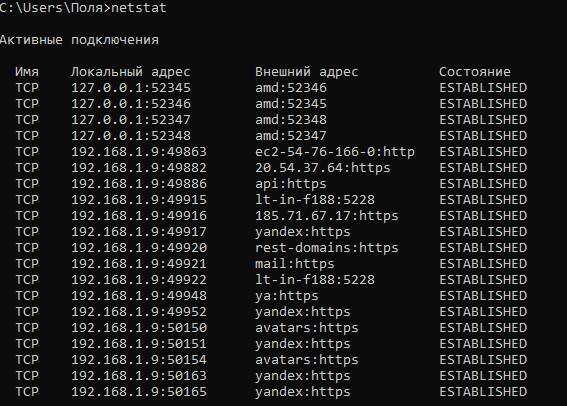 C:\Users\Поля>netstat
Активные подключения
Имя Локальный адрес Внешний адрес Состояние
TCP 127.0.0.1:52345 amd:52346 ESTABLISHED
TCP 127.0.0.1:52346 amd:52345 ESTABLISHED
TCP 127.0.0.1:52347 amd:52348 ESTABLISHED
TCP 127.0.0.1:52348 amd:52347 ESTABLISHED
TCP 192.168.1.9:49863 ec2-54-76-166-0:http ESTABLISHED
TCP 192.168.1.9:49882 20.54.37.64:https ESTABLISHED
TCP 192.168.1.9:49886 api:https ESTABLISHED
TCP 192.168.1.9:49915 lt-in-f188:5228 ESTABLISHED
TCP 192.168.1.9:49916 185.71.67.17:https ESTABLISHED
TCP 192.168.1.9:49917 yandex:https ESTABLISHED
TCP 192.168.1.9:49920 rest-domains:https ESTABLISHED
TCP 192.168.1.9:49921 mail:https ESTABLISHED
TCP 192.168.1.9:49922 lt-in-f188:5228 ESTABLISHED
TCP 192.168.1.9:49948 ya:https ESTABLISHED
TCP 192.168.1.9:49952 yandex:https ESTABLISHED
TCP 192.168.1.9:50150 avatars:https ESTABLISHED
TCP 192.168.1.9:50151 yandex:https ESTABLISHED
TCP 192.168.1.9:50154 avatars:https ESTABLISHED
TCP 192.168.1.9:50163 yandex:https ESTABLISHED
TCP 192.168.1.9:50165 yandex:https ESTABLISHED